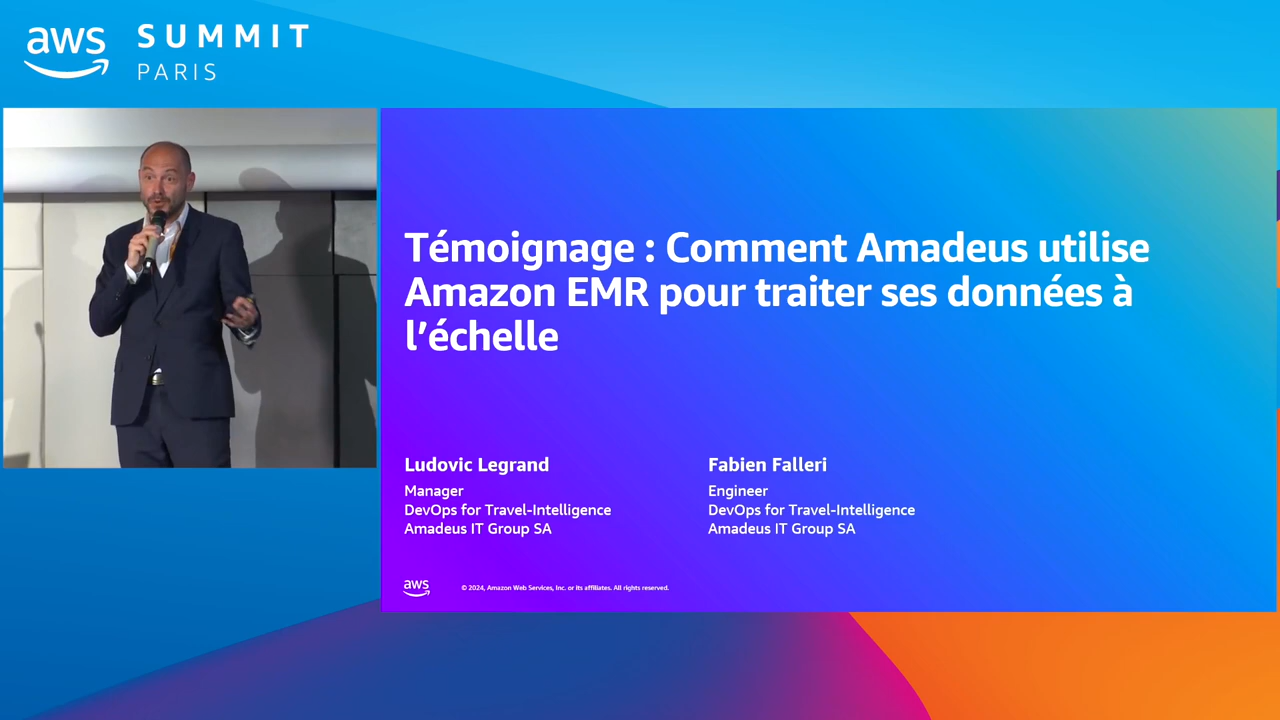 aws SUMMIT
PARIS
Témoignage : Comment Amadeus utilise
Amazon EMR pour traiter ses données à
l’échelle
Ludovic Legrand
Manager
DevOps for Travel-Intelligence
Amadeus IT Group SA
Fabien Falleri
Engineer
DevOps for Travel-Intelligence
Amadeus IT Group SA
aws
© 2024, Amazon Web Services, Inc. or its affiliates. All rights reserved.